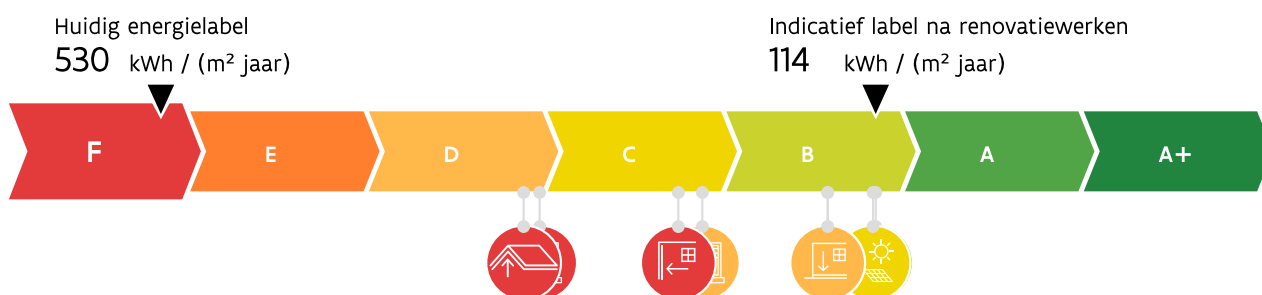 Huidig energielabel
530 kWh / (m² jaar)
Indicatief label na renovatiewerken
114 kWh / (m² jaar)
F E D C B A A+